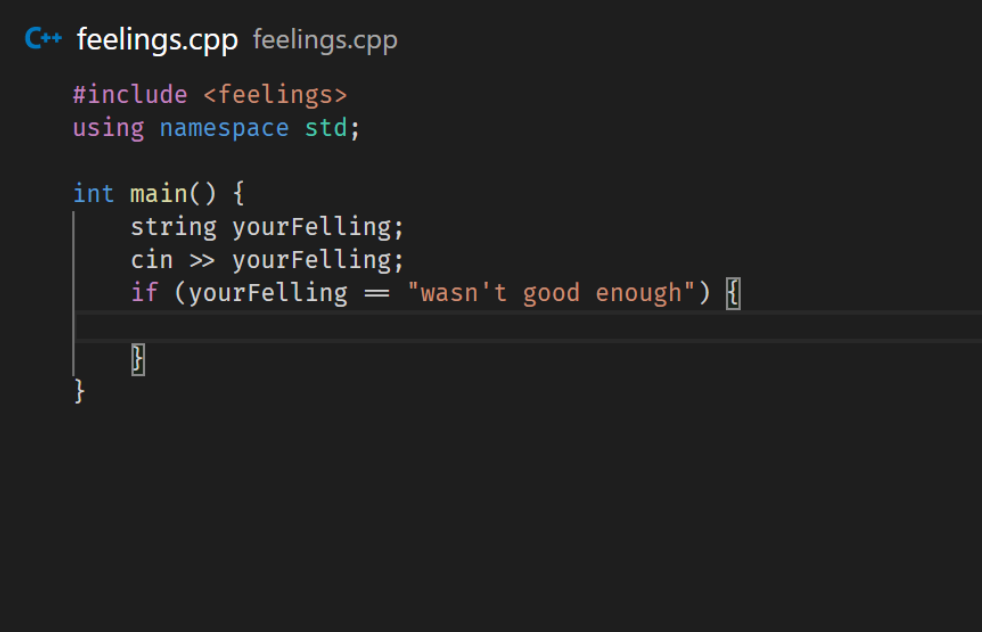 C++ feelings.cpp feelings.cpp
#include <feelings>
using namespace std;
int main() {
string yourFelling;
cin >> yourFelling;
if (yourFelling == "wasn't good enough") {
}
}